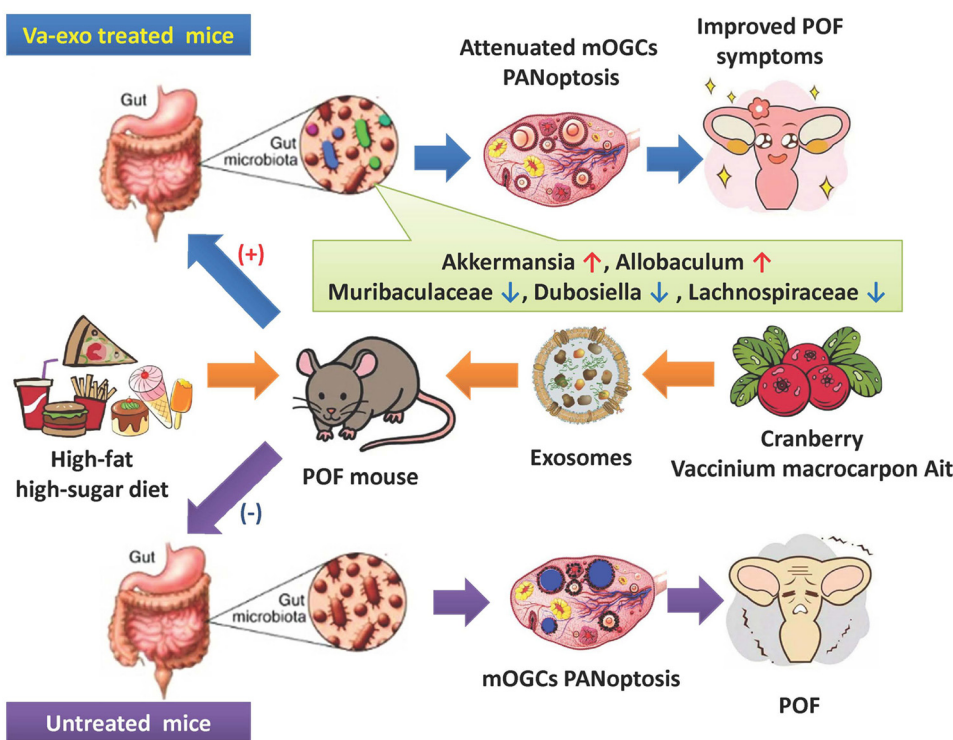 Va-exo treated mice
Improved POF
symptoms
Attenuated mOGCs
PANoptosis
Gut
Gut
microbiota
(+)
Akkermansia ↑, Allobaculum ↑
Muribaculaceae ↓, Dubosiella ↓ , Lachnospiraceae ↓
High-fat
high-sugar diet
POF mouse
Exosomes
Cranberry
Vaccinium macrocarpon Ait
(-)
Gut
Gut
microbiota
mOGCs PANoptosis
POF
Untreated mice